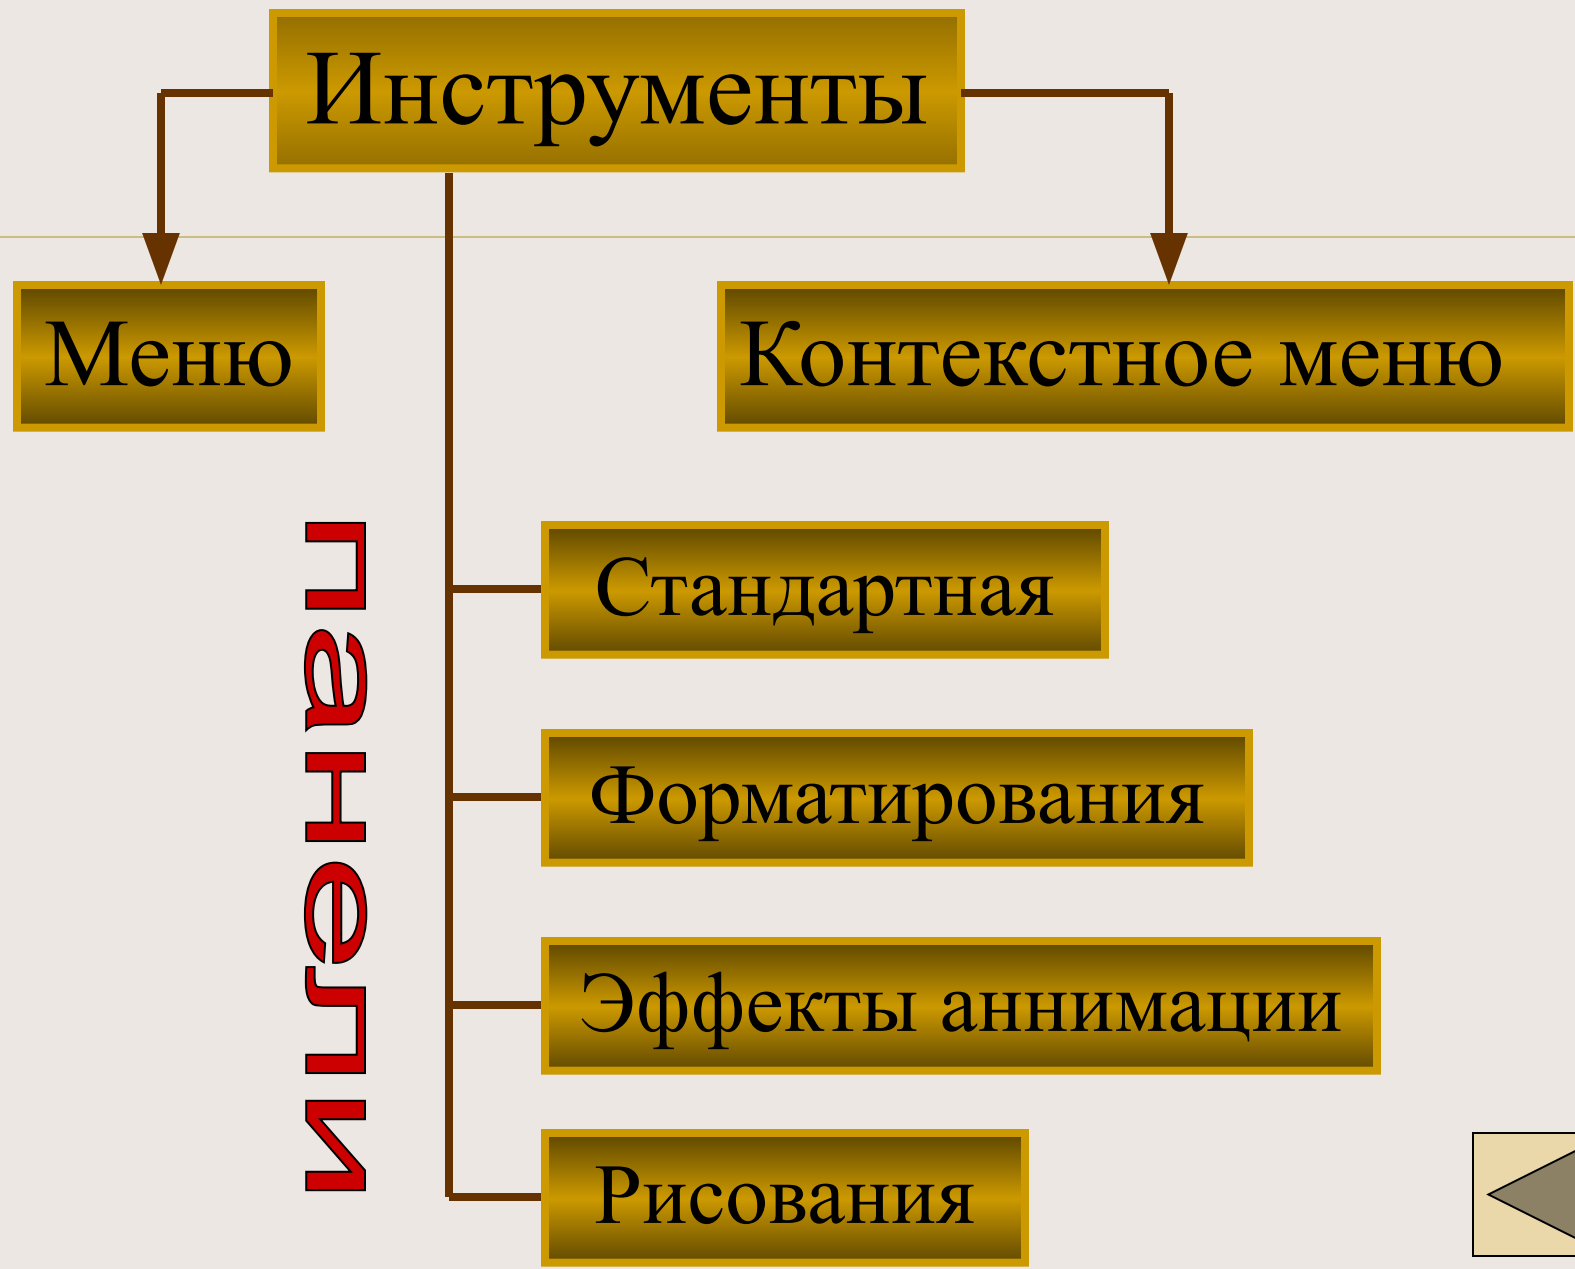 Инструменты
Меню
Контекстное меню
панели
Стандартная
Форматирования
Эффекты аннимации
Рисования